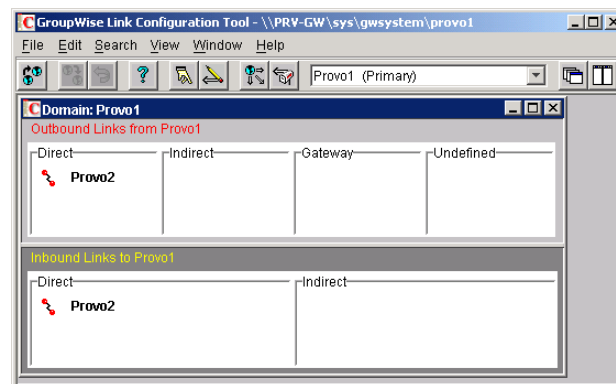 GroupWise Link Configuration Tool - \\PRV-GW\sys\gwsystem\provo1
File Edit Search View Window Help
Provo1 (Primary)
Domain: Provo1
Outbound Links from Provo1
Direct Indirect Gateway Undefined
Provo2
Inbound Links to Provo1
Direct Indirect
Provo2